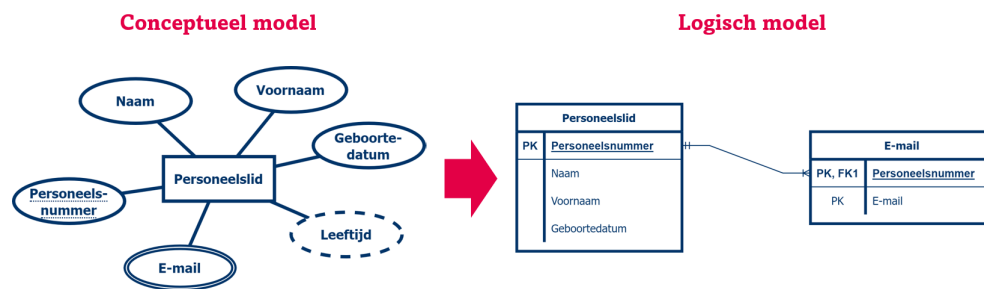 Conceptueel model
Naam
Voornaam
Geboorte-
datum
Personeelslid
Personeels-
nummer
Leeftijd
E-mail
Logisch model
Personeelslid
PK Personeelsnummer
Naam
Voornaam
Geboortedatum
E-mail
PK, FK1 Personeelsnummer
PK E-mail